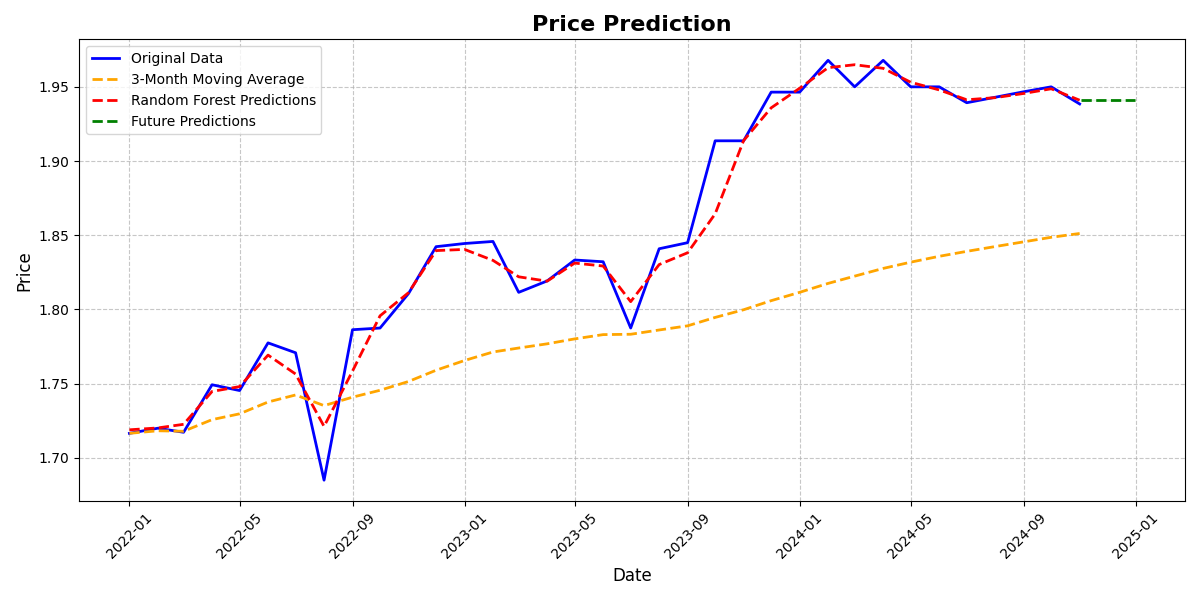 Price Prediction
Original Data
3-Month Moving Average
Random Forest Predictions
Future Predictions
1.95
1.90
1.85
1.80
1.75
1.70
Price
2022-01
2022-05
2022-09
2023-01
2023-05
2023-09
2024-01
2024-05
2024-09
2025-01
Date